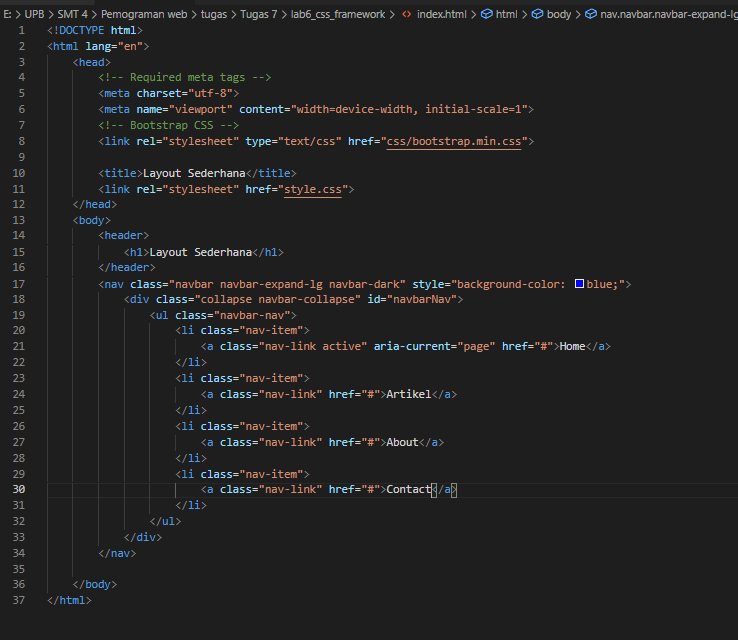 E: > UPB > SMT 4 > Pemograman web > tugas > Tugas 7 > lab6_css_framework > <> index.html > html > body > nav.navbar.navbar-expand-lg
1 <!DOCTYPE html>
2 <html lang="en">
3 <head>
4 <!-- Required meta tags -->
5 <meta charset="utf-8">
6 <meta name="viewport" content="width=device-width, initial-scale=1">
7 <!-- Bootstrap CSS -->
8 <link rel="stylesheet" type="text/css" href="css/bootstrap.min.css">
9
10 <title>Layout Sederhana</title>
11 <link rel="stylesheet" href="style.css">
12 </head>
13 <body>
14 <header>
15 <h1>Layout Sederhana</h1>
16 </header>
17 <nav class="navbar navbar-expand-lg navbar-dark" style="background-color: blue;">
18 <div class="collapse navbar-collapse" id="navbarNav">
19 <ul class="navbar-nav">
20 <li class="nav-item">
21 <a class="nav-link active" aria-current="page" href="#">Home</a>
22 </li>
23 <li class="nav-item">
24 <a class="nav-link" href="#">Artikel</a>
25 </li>
26 <li class="nav-item">
27 <a class="nav-link" href="#">About</a>
28 </li>
29 <li class="nav-item">
30 <a class="nav-link" href="#">Contact</a>
31 </li>
32 </ul>
33 </div>
34 </nav>
35
36 </body>
37 </html>